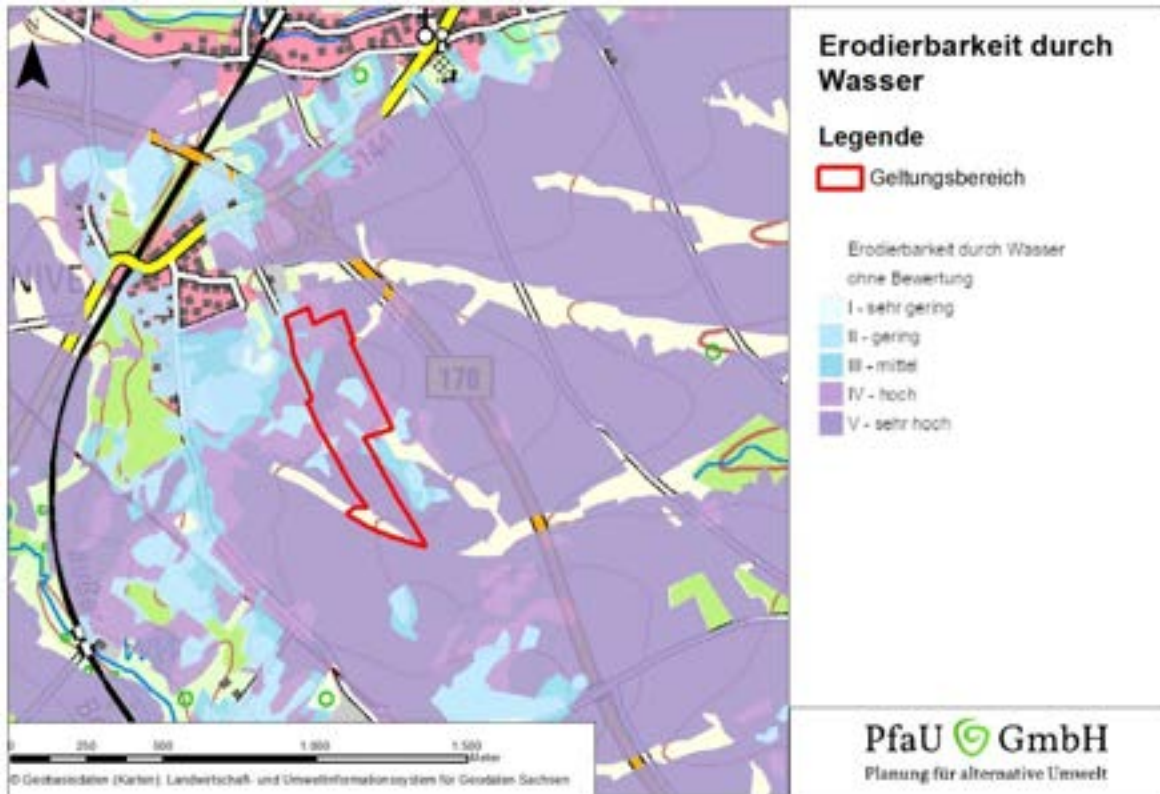 S141
NIVE
178
0 250 500 1.000 1.500
Meter
© Geobasisdaten (Karten): Landwirtschaft- und Umweltinformationssystem für Geodaten Sachsen
Erodierbarkeit durch
Wasser
Legende
Geltungsbereich
Erodierbarkeit durch Wasser
ohne Bewertung
I - sehr gering
II - gering
III - mittel
IV - hoch
V - sehr hoch
PfaU GmbH
Planung für alternative Umwelt